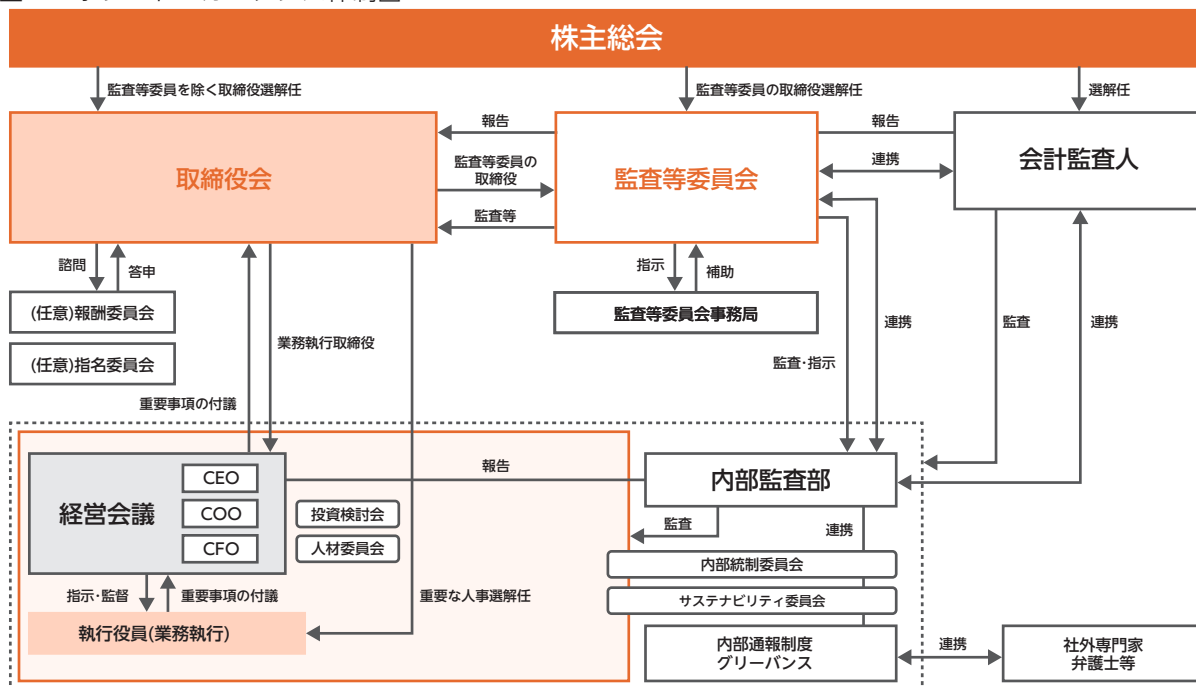 株主総会
監査等委員を除く取締役選解任
監査等委員の取締役選解任
選解任
取締役会
報告
監査等委員の
取締役
監査等
監査等委員会
報告
連携
会計監査人
諮問
答申
指示
補助
(任意)報酬委員会
(任意)指名委員会
監査等委員会事務局
業務執行取締役
重要事項の付議
監査・指示
連携
監査
連携
経営会議
CEO
COO
CFO
投資検討会
人材委員会
報告
内部監査部
監査
連携
内部統制委員会
サステナビリティ委員会
指示・監督
重要事項の付議
重要な人事選解任
執行役員(業務執行)
内部通報制度
グリーバンス
連携
社外専門家
弁護士等